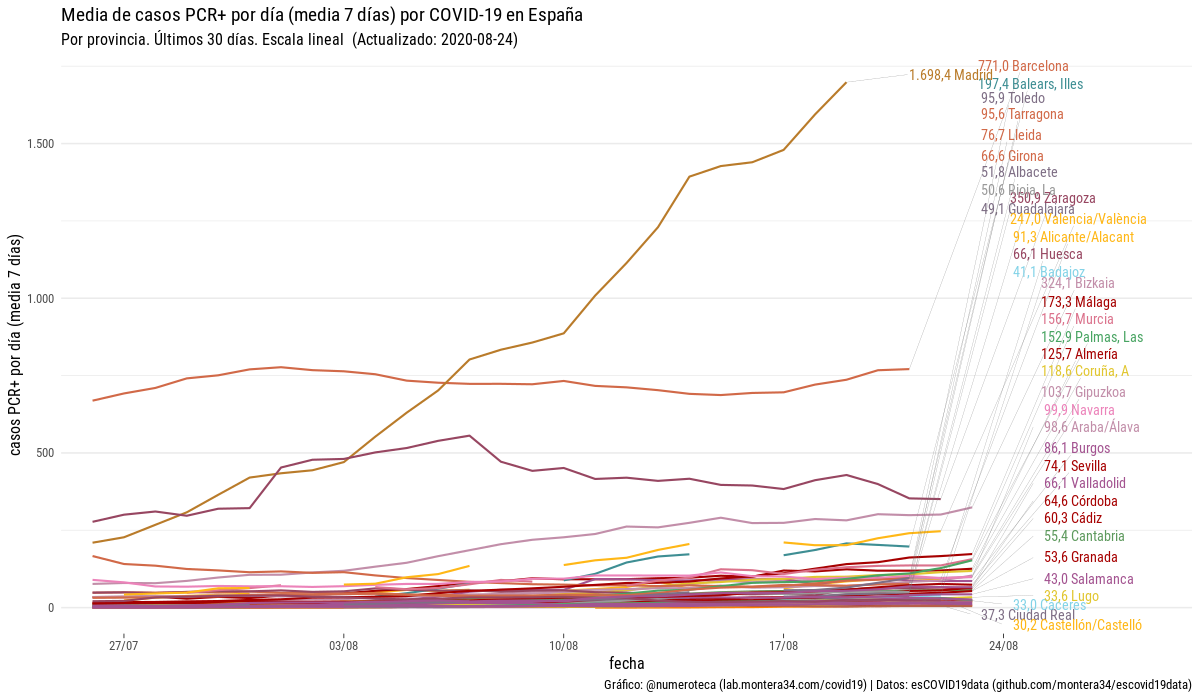 Media de casos PCR+ por día (media 7 días) por COVID-19 en España
Por provincia. Últimos 30 días. Escala lineal (Actualizado: 2020-08-24)
casos PCR+ por día (media 7 días)
1.500
1.000
500
0
1.698,4 Madrid
771,0 Barcelona
197,4 Balears, Illes
95,9 Toledo
95,6 Tarragona
76,7 Lleida
66,6 Girona
51,8 Albacete
50,6 Rioja, La
350,9 Zaragoza
49,1 Guadalajara
247,0 Valencia/València
91,3 Alicante/Alacant
66,1 Huesca
41,1 Badajoz
324,1 Bizkaia
173,3 Málaga
156,7 Murcia
152,9 Palmas, Las
125,7 Almería
118,6 Coruña, A
103,7 Gipuzkoa
99,9 Navarra
98,6 Araba/Álava
86,1 Burgos
74,1 Sevilla
66,1 Valladolid
64,6 Córdoba
60,3 Cádiz
55,4 Cantabria
53,6 Granada
43,0 Salamanca
33,6 Lugo
33,0 Cáceres
37,3 Ciudad Real
30,2 Castellón/Castelló
27/07
03/08
10/08
17/08
24/08
fecha
Gráfico: @numeroteca (lab.montera34.com/covid19) | Datos: esCOVID19data (github.com/montera34/escovid19data)